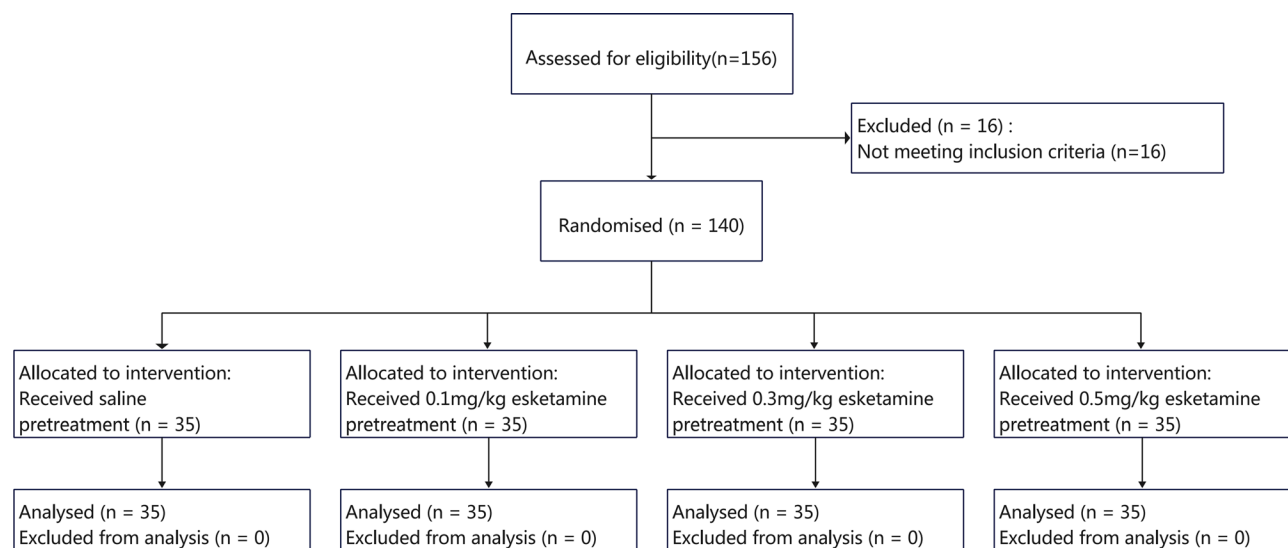 Assessed for eligibility(n=156)
Excluded (n = 16) :
Not meeting inclusion criteria (n=16)
Randomised (n = 140)
Allocated to intervention:
Received saline
pretreatment (n = 35)
Allocated to intervention:
Received 0.1mg/kg esketamine
pretreatment (n = 35)
Allocated to intervention:
Received 0.3mg/kg esketamine
pretreatment (n = 35)
Allocated to intervention:
Received 0.5mg/kg esketamine
pretreatment (n = 35)
Analysed (n = 35)
Excluded from analysis (n = 0)
Analysed (n = 35)
Excluded from analysis (n = 0)
Analysed (n = 35)
Excluded from analysis (n = 0)
Analysed (n = 35)
Excluded from analysis (n = 0)